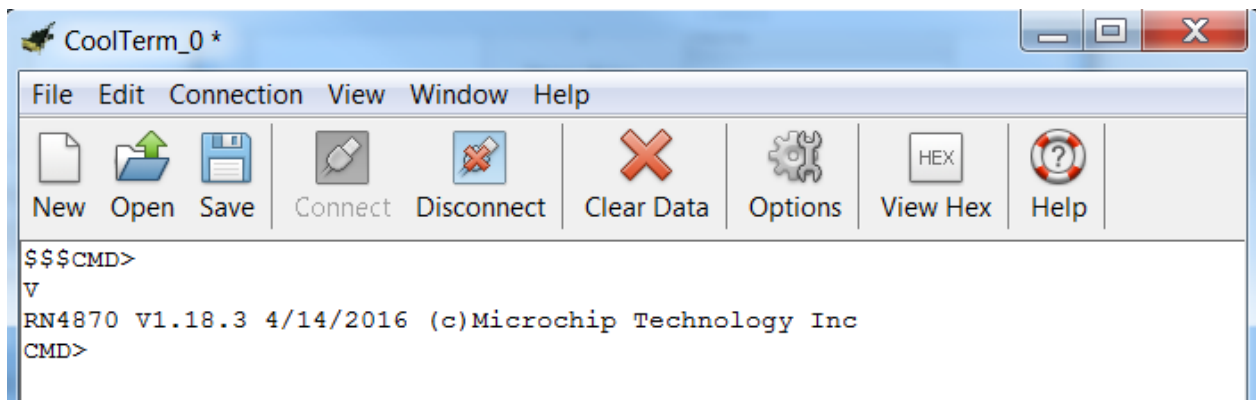 CoolTerm_0 *
File Edit Connection View Window Help
HEX
New Open Save Connect Disconnect Clear Data Options View Hex Help
$$$CMD>
V
RN4870 V1.18.3 4/14/2016 (c)Microchip Technology Inc
CMD>